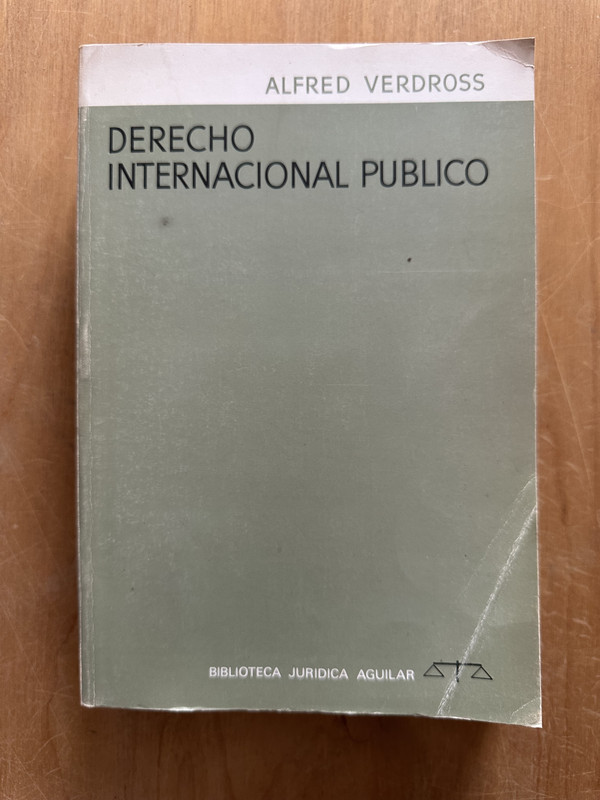 ALFRED VERDROSS
DERECHO
INTERNACIONAL PUBLICO
BIBLIOTECA JURIDICA AGUILAR